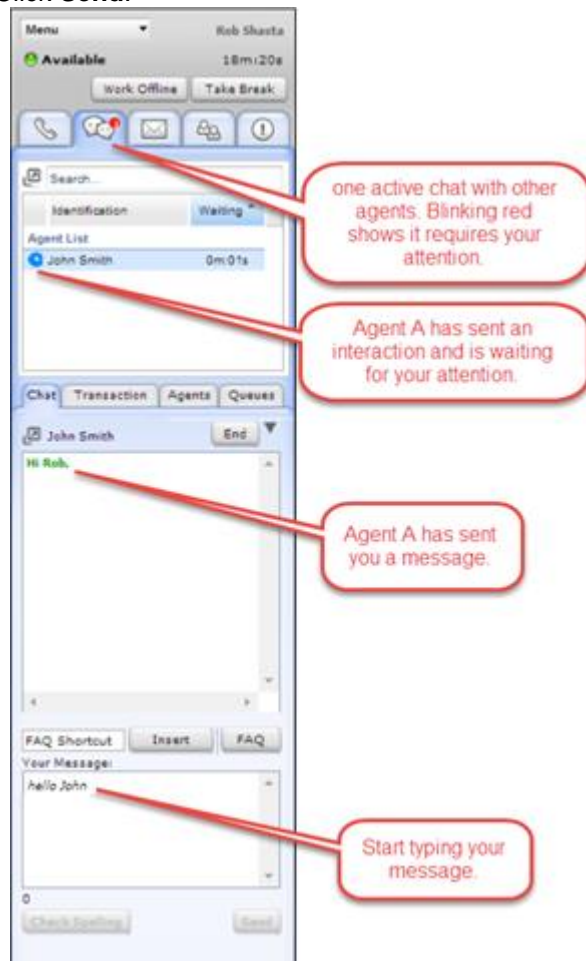 Menu Rob Shasta
Available 18m:20s
Work Offline Take Break
one active chat with other
agents. Blinking red
shows it requires your
attention.
Search...
Identification Waiting
Agent List
John Smith 0m:01s
Agent A has sent an
interaction and is waiting
for your attention.
Chat Transaction Agents Queues
John Smith End
Hi Rob,
Agent A has sent
you a message.
FAQ Shortcut Insert FAQ
Your Message:
hello John
Start typing your
message.
0
Check Spelling Send